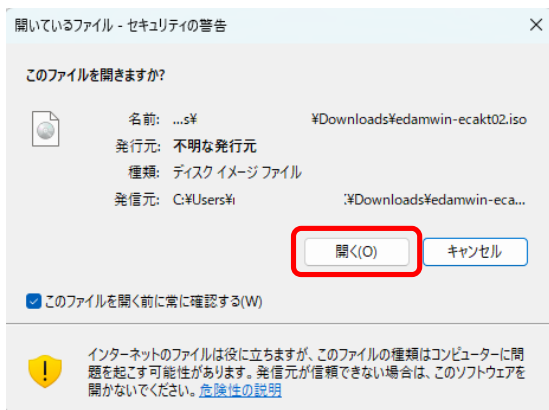 開いているファイル - セキュリティの警告
このファイルを開きますか?
名前: ...s¥ ¥Downloads¥edamwin-ecakt02.iso
発行元: 不明な発行元
種類: ディスク イメージ ファイル
発信元: C:¥Users¥ ¥Downloads¥edamwin-eca...
開く(O) キャンセル
このファイルを開く前に常に確認する(W)
インターネットのファイルは役に立ちますが、このファイルの種類はコンピューターに問
題を起こす可能性があります。発信元が信頼できない場合は、このソフトウェアを
開かないでください。危険性の説明